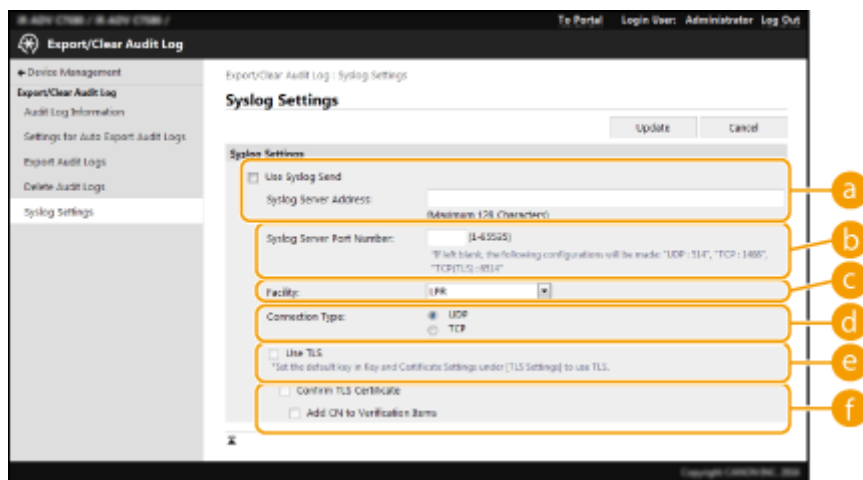 To Portal Login User: Administrator Log Out
Export/Clear Audit Log
Device Management
Export/Clear Audit Log : Syslog Settings
Export/Clear Audit Log
Audit Log Information
Settings for Auto Export Audit Logs
Export Audit Logs
Delete Audit Logs
Syslog Settings
Syslog Settings
Update Cancel
Syslog Settings
Use Syslog Send
Syslog Server Address:
(Maximum 128 Characters)
a
Syslog Server Port Number: (1-65535)
"If left blank, the following configurations will be made: "UDP : 514", "TCP : 1468",
"TCP(TLS) : 6514"
b
Facility: LPR
c
Connection Type: UDP
TCP
d
Use TLS
*Set the default key in Key and Certificate Settings under [TLS Settings] to use TLS.
e
Confirm TLS Certificate
Add CN to Verification Items
f
Copyright CANON INC.